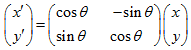 (x′ y′) = (cos θ −sin θ sin θ cos θ)(x y)